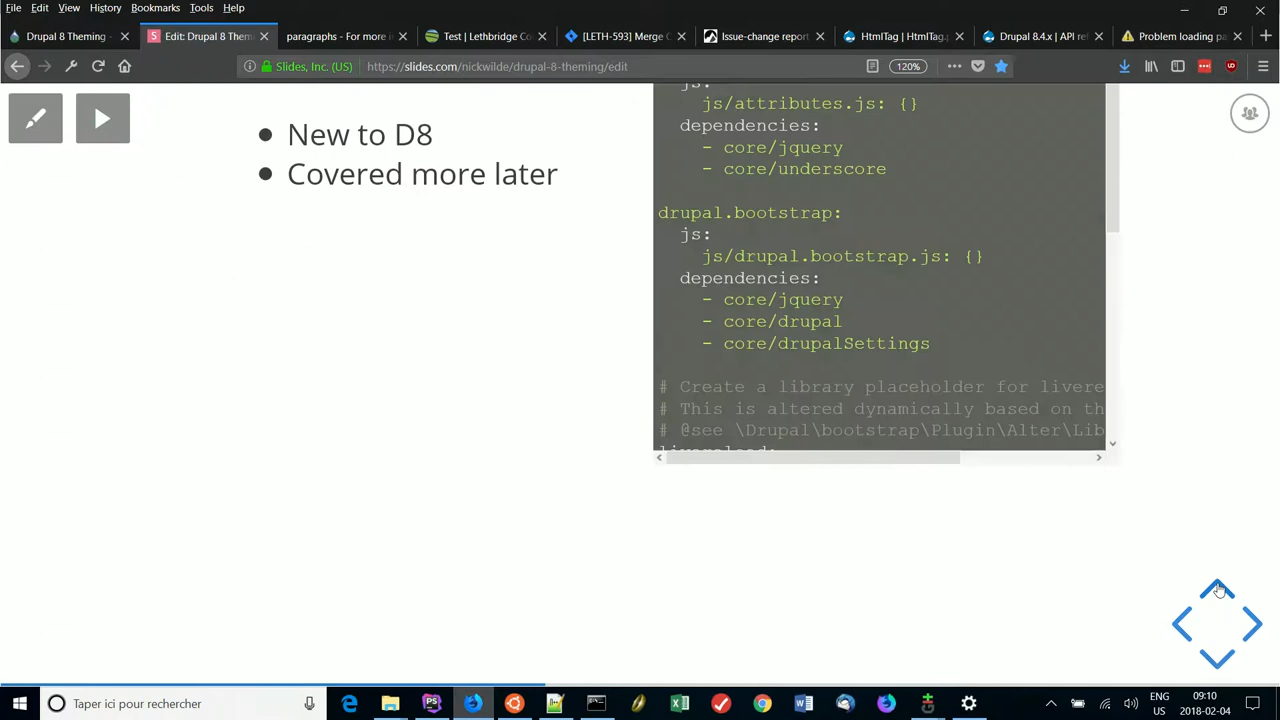 File Edit View History Bookmarks Tools Help
Drupal 8 Theming
Edit: Drupal 8 Them
paragraphs - For more i
Test | Lethbridge Co
[LETH-593] Merge C
Issue-change report
HtmlTag | HtmlTag.p
Drupal 8.4.x | API re
Problem loading pa
Slides, Inc. (US)
https://slides.com/nickwilde/drupal-8-theming/edit
120%
• New to D8
• Covered more later
js:
js/attributes.js: {}
dependencies:
- core/jquery
- core/underscore
drupal.bootstrap:
js:
js/drupal.bootstrap.js: {}
dependencies:
- core/jquery
- core/drupal
- core/drupalSettings
# Create a library placeholder for livere
# This is altered dynamically based on th
# @see \Drupal\bootstrap\Plugin\Alter\Lib
livereload:
Taper ici pour rechercher
ENG
US
09:10
2018-02-04